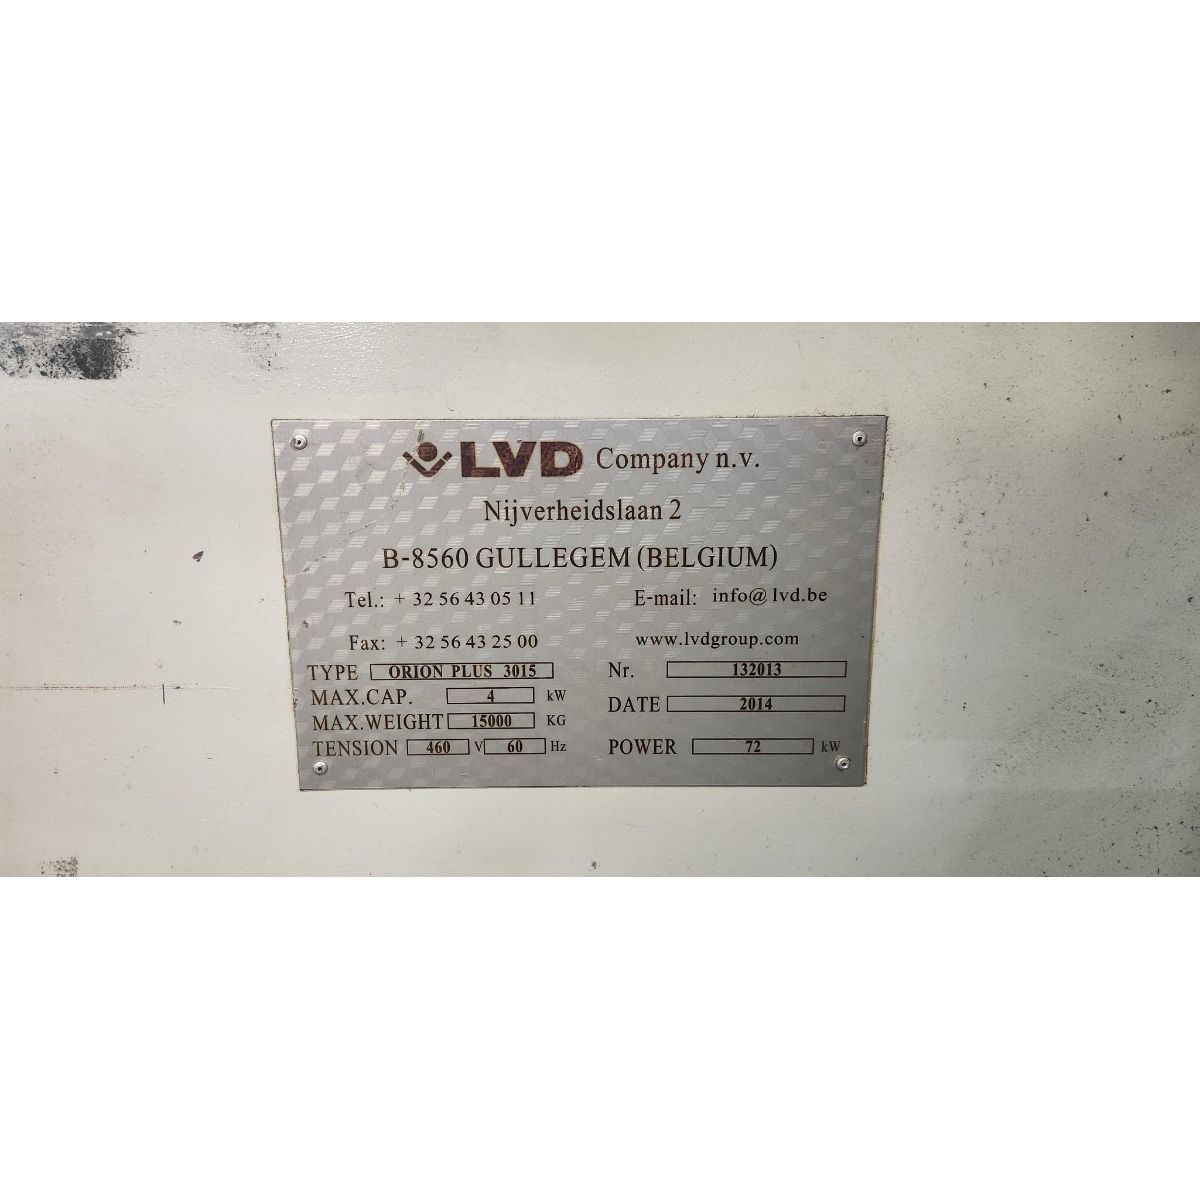 LVD Company n.v.
Nijverheidslaan 2
B-8560 GULLEGEM (BELGIUM)
Tel.: + 32 56 43 05 11 E-mail: info@lvd.be
Fax: + 32 56 43 25 00 www.lvdgroup.com
TYPE ORION PLUS 3015 Nr. 132013
MAX.CAP. 4 kW DATE 2014
MAX.WEIGHT 15000 KG
TENSION 460 V 60 Hz POWER 72 kW